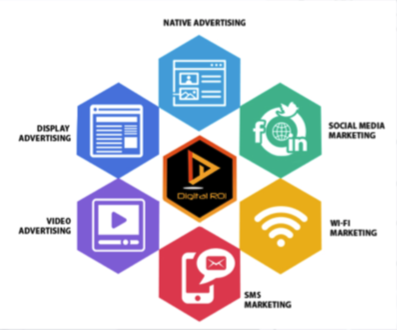 NATIVE ADVERTISING
DISPLAY
ADVERTISING
SOCIAL MEDIA
MARKETING
f
in
Digital ROI
VIDEO
ADVERTISING
WI-FI
MARKETING
SMS
MARKETING